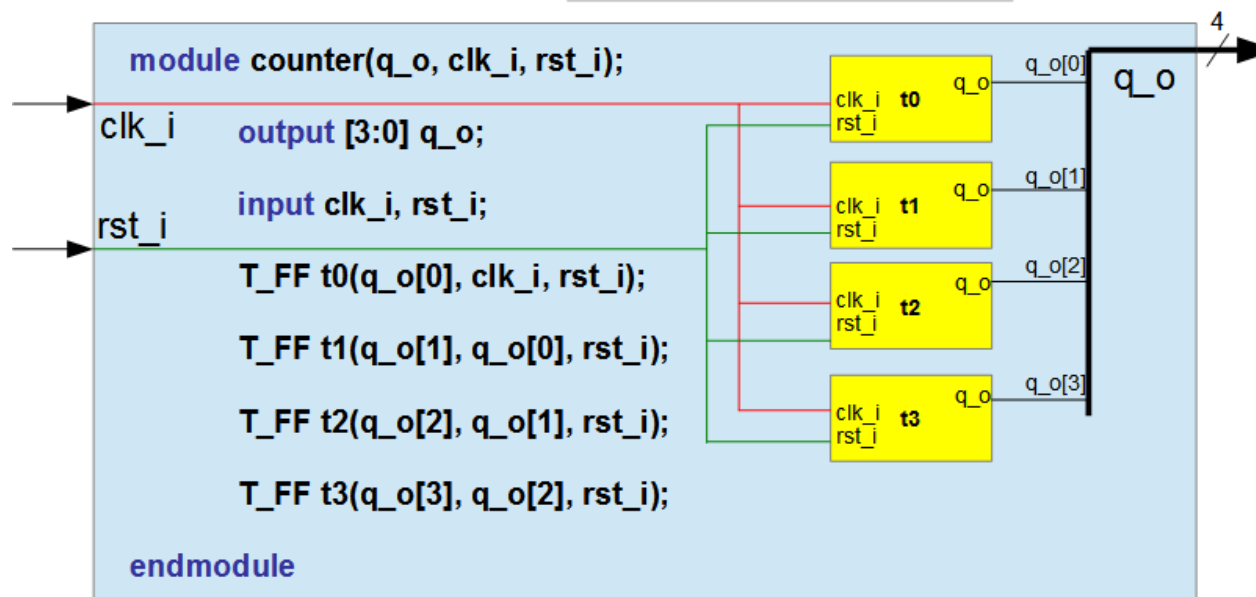 module counter(q_o, clk_i, rst_i);
clk_i
output [3:0] q_o;
input clk_i, rst_i;
rst_i
T_FF t0(q_o[0], clk_i, rst_i);
T_FF t1(q_o[1], q_o[0], rst_i);
T_FF t2(q_o[2], q_o[1], rst_i);
T_FF t3(q_o[3], q_o[2], rst_i);
endmodule
clk_i t0 q_o
rst_i
q_o[0]
clk_i t1 q_o
rst_i
q_o[1]
clk_i t2 q_o
rst_i
q_o[2]
clk_i t3 q_o
rst_i
q_o[3]
q_o
4